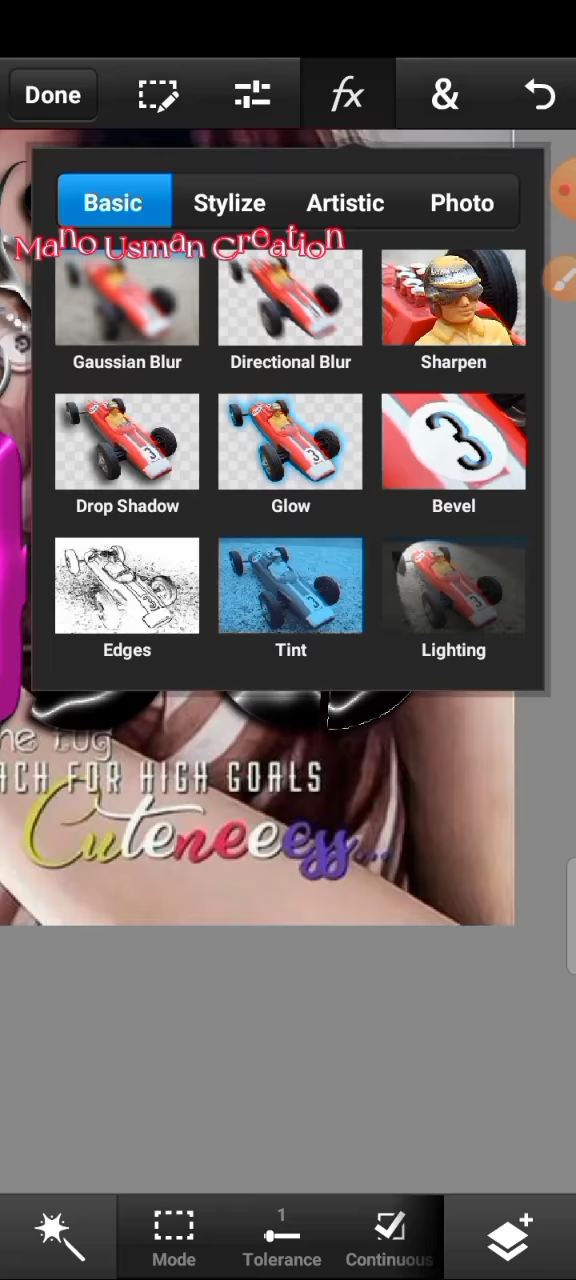 Done fx &
Basic Stylize Artistic Photo
Mano Usman Creation
Gaussian Blur Directional Blur Sharpen
Drop Shadow Glow Bevel
3
Edges Tint Lighting
ACH FOR HIGH GOALS
Cuteneeess...
1
Mode Tolerance Continuous